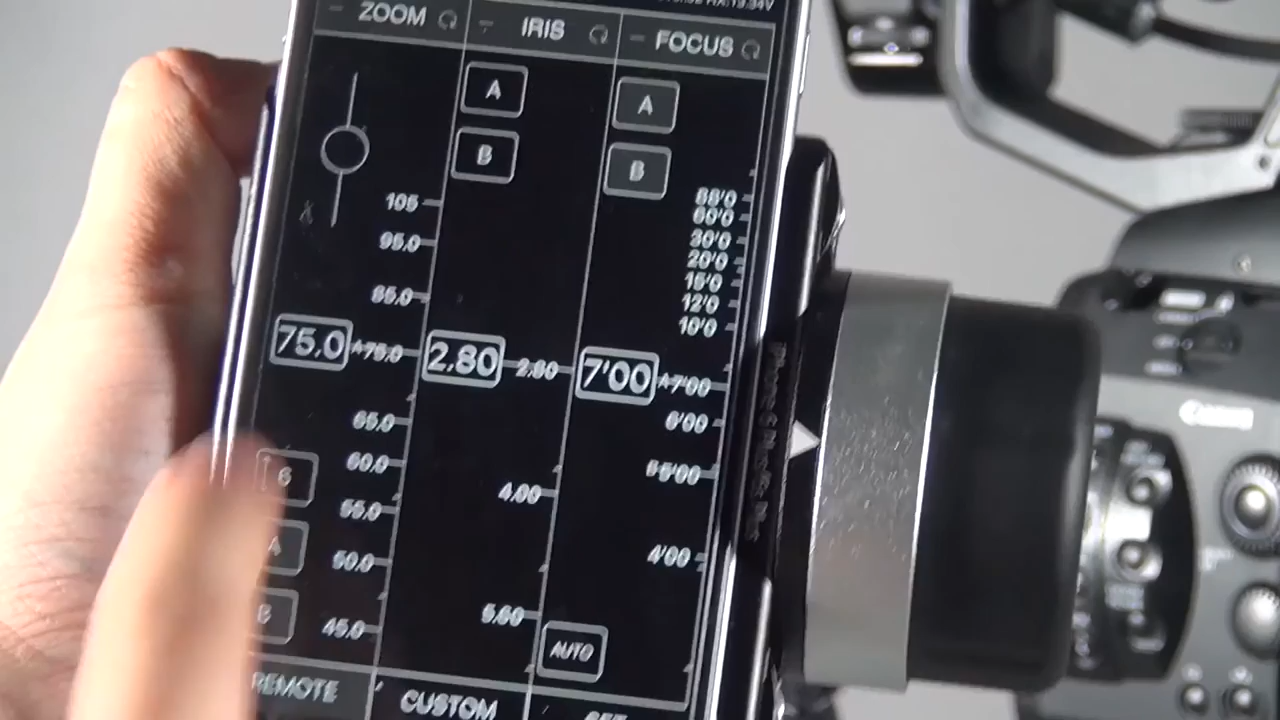 ZOOM
IRIS
FOCUS
A
B
A
B
105
95.0
85.0
75.0
A 75.0
65.0
60.0
55.0
50.0
45.0
6
A
B
2.80
2.80
4.00
5.60
88'0
60'0
30'0
20'0
15'0
12'0
10'0
7'00
A 7'00
6'00
B 5'00
4'00
AUTO
REMOTE
CUSTOM
Canon